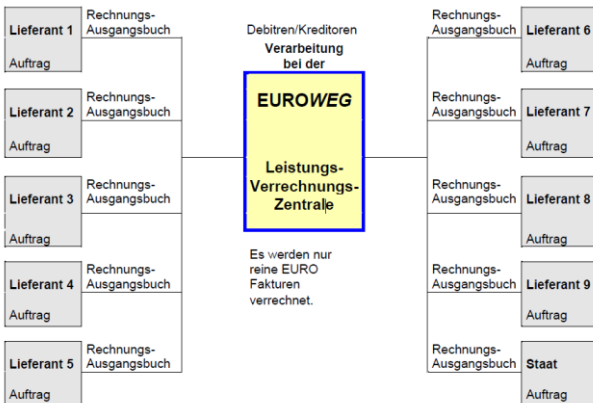 Lieferant 1
Auftrag
Rechnungs-
Ausgangsbuch
Lieferant 2
Auftrag
Rechnungs-
Ausgangsbuch
Lieferant 3
Auftrag
Rechnungs-
Ausgangsbuch
Lieferant 4
Auftrag
Rechnungs-
Ausgangsbuch
Lieferant 5
Auftrag
Rechnungs-
Ausgangsbuch
Debitren/Kreditoren
Verarbeitung
bei der
EUROWEG
Leistungs-
Verrechnungs-
Zentrale
Es werden nur
reine EURO
Fakturen
verrechnet.
Rechnungs-
Ausgangsbuch
Lieferant 6
Auftrag
Rechnungs-
Ausgangsbuch
Lieferant 7
Auftrag
Rechnungs-
Ausgangsbuch
Lieferant 8
Auftrag
Rechnungs-
Ausgangsbuch
Lieferant 9
Auftrag
Rechnungs-
Ausgangsbuch
Staat
Auftrag